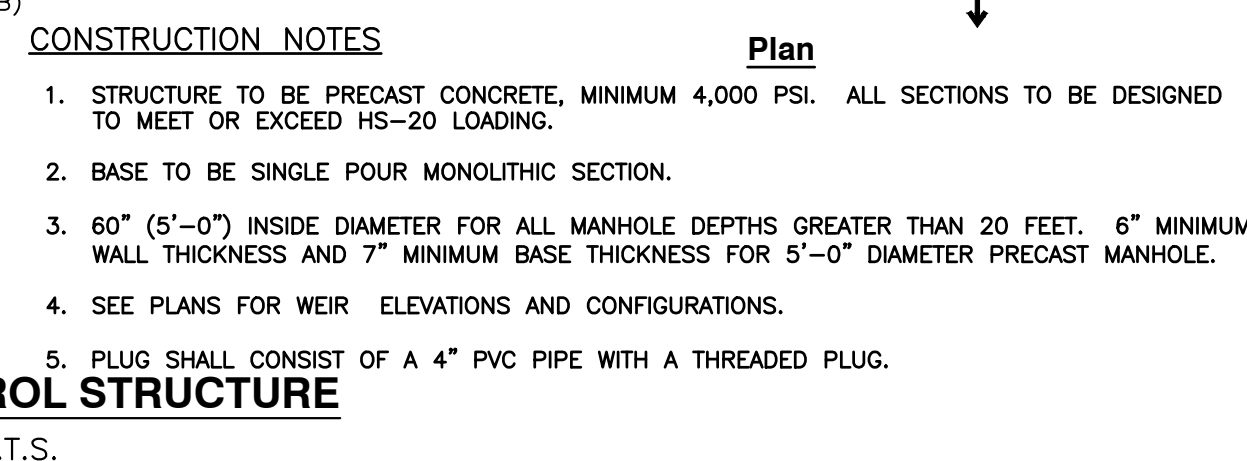 B)
CONSTRUCTION NOTES
Plan
1. STRUCTURE TO BE PRECAST CONCRETE, MINIMUM 4,000 PSI. ALL SECTIONS TO BE DESIGNED
TO MEET OR EXCEED HS-20 LOADING.
2. BASE TO BE SINGLE POUR MONOLITHIC SECTION.
3. 60" (5'-0") INSIDE DIAMETER FOR ALL MANHOLE DEPTHS GREATER THAN 20 FEET. 6" MINIMUM
WALL THICKNESS AND 7" MINIMUM BASE THICKNESS FOR 5'-0" DIAMETER PRECAST MANHOLE.
4. SEE PLANS FOR WEIR ELEVATIONS AND CONFIGURATIONS.
5. PLUG SHALL CONSIST OF A 4" PVC PIPE WITH A THREADED PLUG.
ROL STRUCTURE
.T.S.